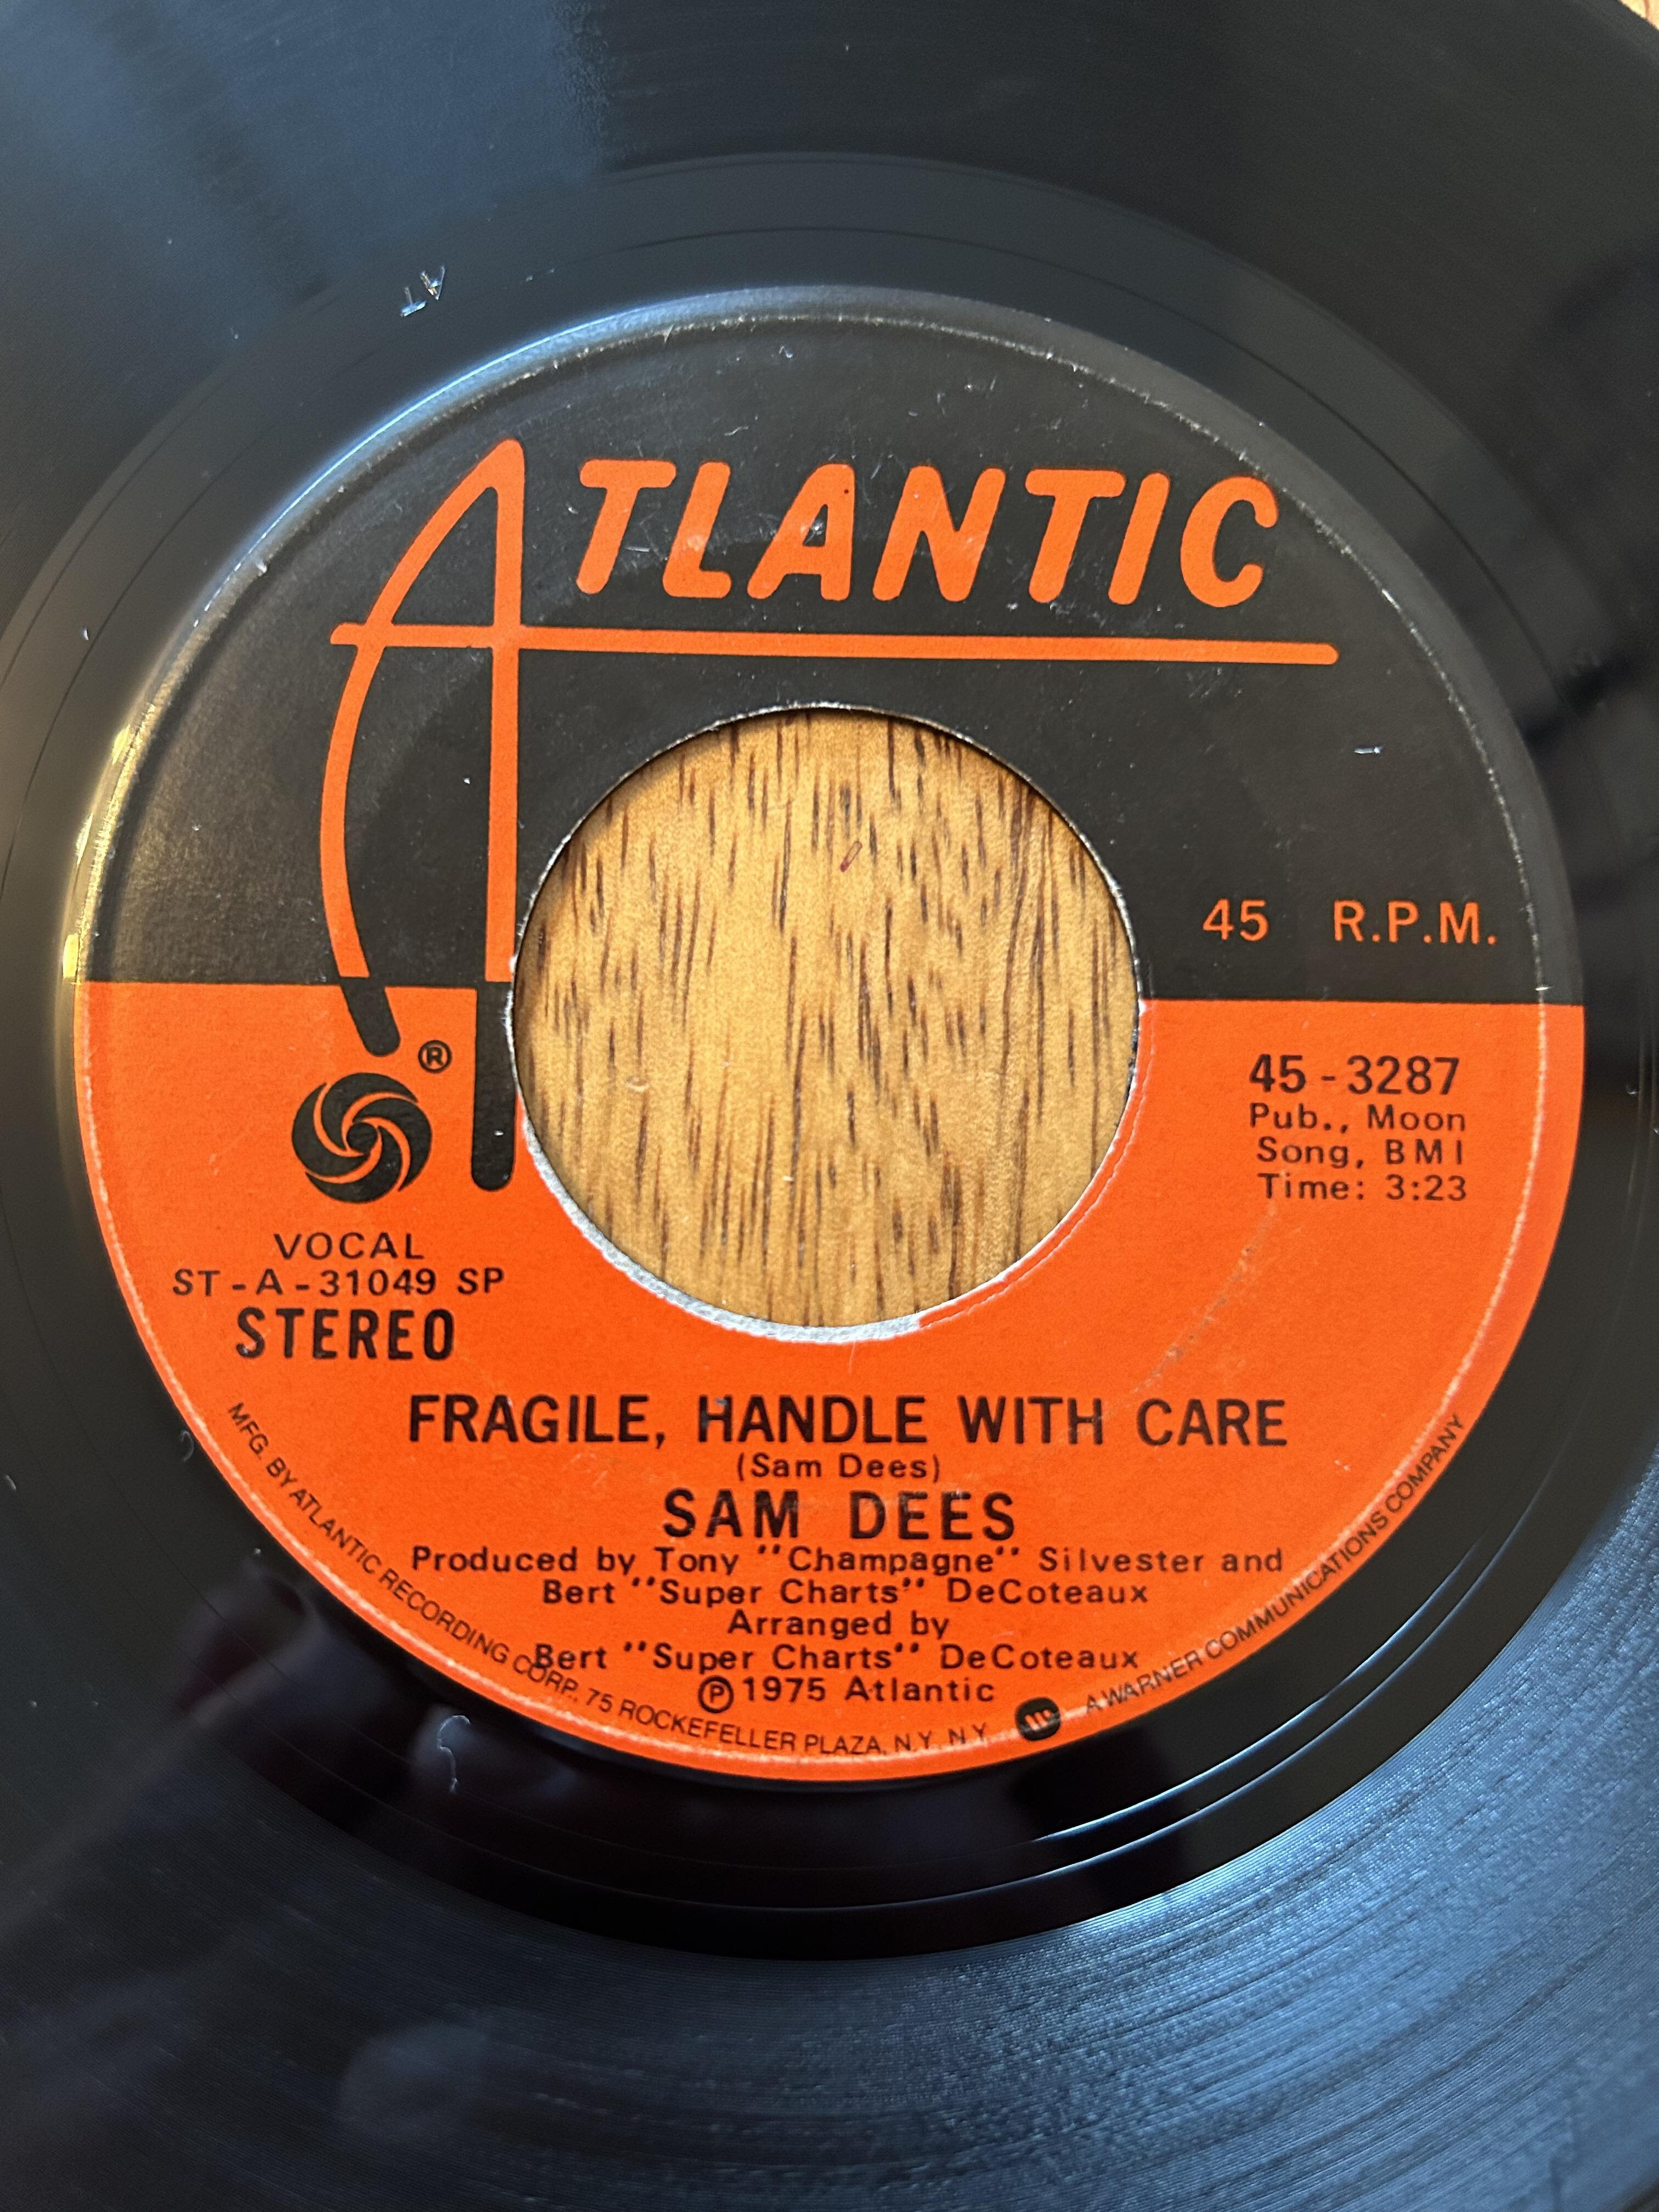 AT
ATLANTIC
45 R.P.M.
®
45-3287
Pub., Moon
Song, BMI
Time: 3:23
VOCAL
ST-A-31049 SP
STEREO
FRAGILE, HANDLE WITH CARE
(Sam Dees)
SAM DEES
Produced by Tony "Champagne" Silvester and
Bert "Super Charts" DeCoteaux
Arranged by
Bert "Super Charts" DeCoteaux
℗ 1975 Atlantic
MFG. BY ATLANTIC RECORDING CORP., 75 ROCKEFELLER PLAZA, N.Y., N.Y. A WARNER COMMUNICATIONS COMPANY